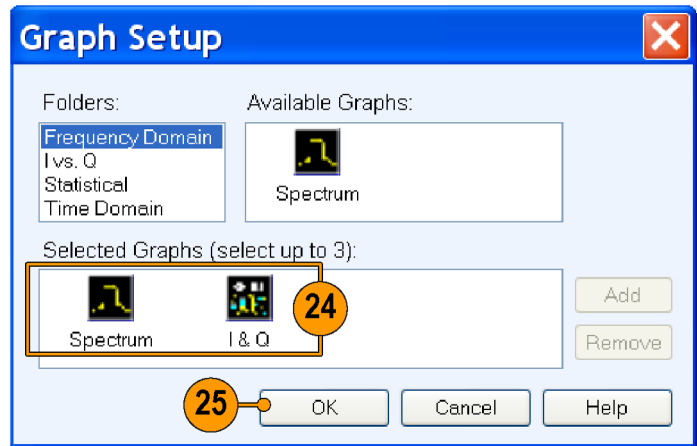 Graph Setup
Folders:
Available Graphs:
Frequency Domain
I vs. Q
Statistical
Time Domain
Spectrum
Selected Graphs (select up to 3):
Spectrum
I & Q
24
Add
Remove
25
OK
Cancel
Help